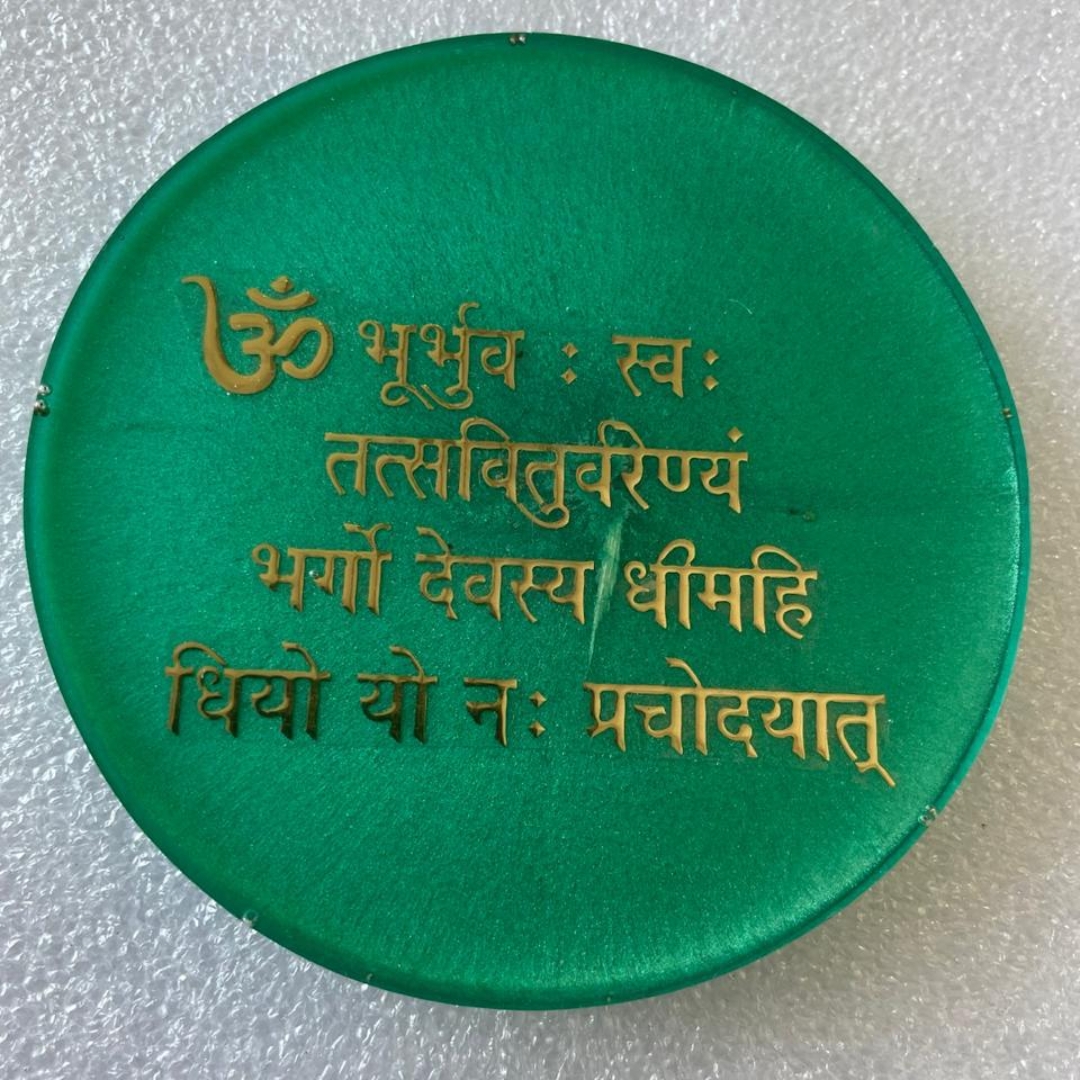 ॐ भूर्भुव : स्व:
तत्सवितुर्वरेण्यं
भर्गो देवस्य धीमहि
धियो यो न: प्रचोदयात्